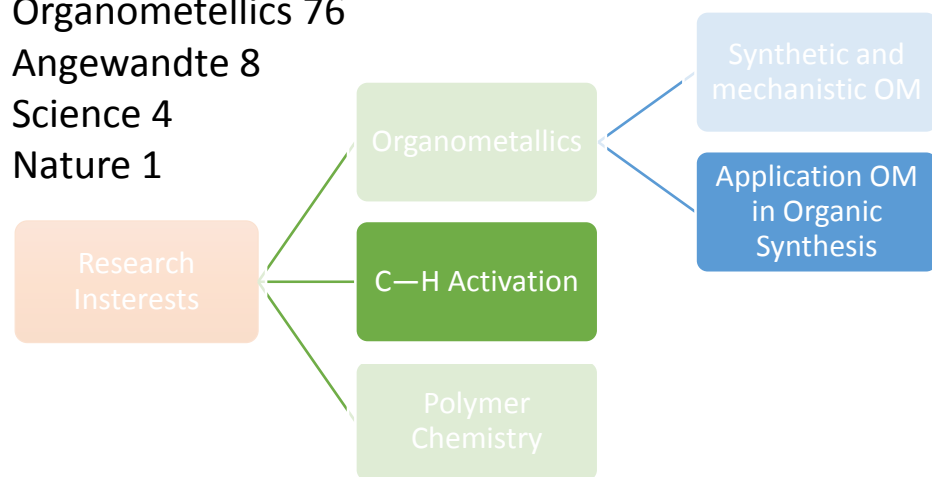 Organometellics 76
Angewandte 8
Science 4
Nature 1
Research
Insterests
Organometallics
C—H Activation
Polymer
Chemistry
Synthetic and
mechanistic OM
Application OM
in Organic
Synthesis